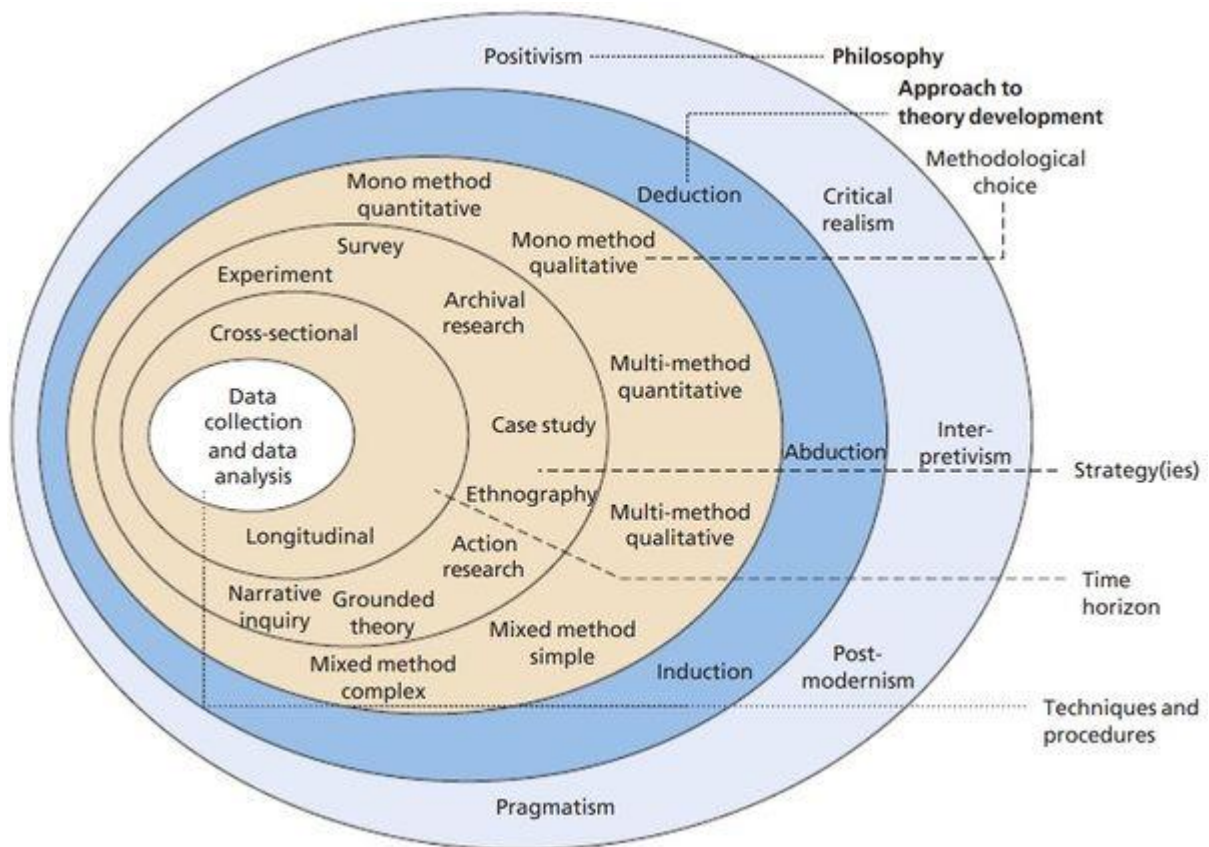 Positivism
Philosophy
Approach to
theory development
Methodological
choice
Mono method
quantitative
Deduction
Critical
realism
Survey
Mono method
qualitative
Experiment
Archival
research
Cross-sectional
Multi-method
quantitative
Data
collection
and data
analysis
Case study
Abduction
Inter-
pretivism
Strategy(ies)
Ethnography
Multi-method
qualitative
Longitudinal
Action
research
Time
horizon
Narrative
inquiry
Grounded
theory
Mixed method
simple
Mixed method
complex
Induction
Post-
modernism
Techniques and
procedures
Pragmatism